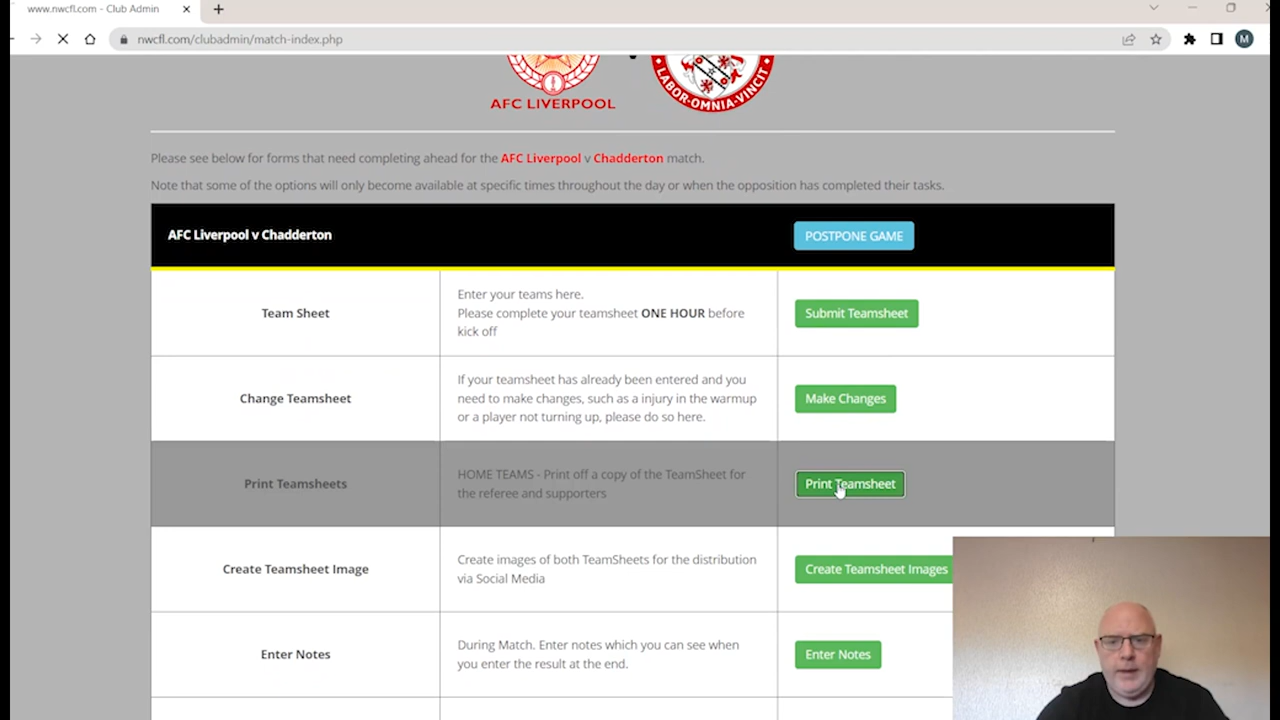 www.nwcfl.com - Club Admin
nwcfl.com/clubadmin/match-index.php
M
AFC LIVERPOOL
LABOR-OMNIA-VINCIT
Please see below for forms that need completing ahead for the AFC Liverpool v Chadderton match.
Note that some of the options will only become available at specific times throughout the day or when the opposition has completed their tasks.
AFC Liverpool v Chadderton
POSTPONE GAME
Team Sheet
Enter your teams here.
Please complete your teamsheet ONE HOUR before
kick off
Submit Teamsheet
Change Teamsheet
If your teamsheet has already been entered and you
need to make changes, such as a injury in the warmup
or a player not turning up, please do so here.
Make Changes
Print Teamsheets
HOME TEAMS - Print off a copy of the TeamSheet for
the referee and supporters
Print Teamsheet
Create Teamsheet Image
Create images of both TeamSheets for the distribution
via Social Media
Create Teamsheet Images
Enter Notes
During Match. Enter notes which you can see when
you enter the result at the end.
Enter Notes